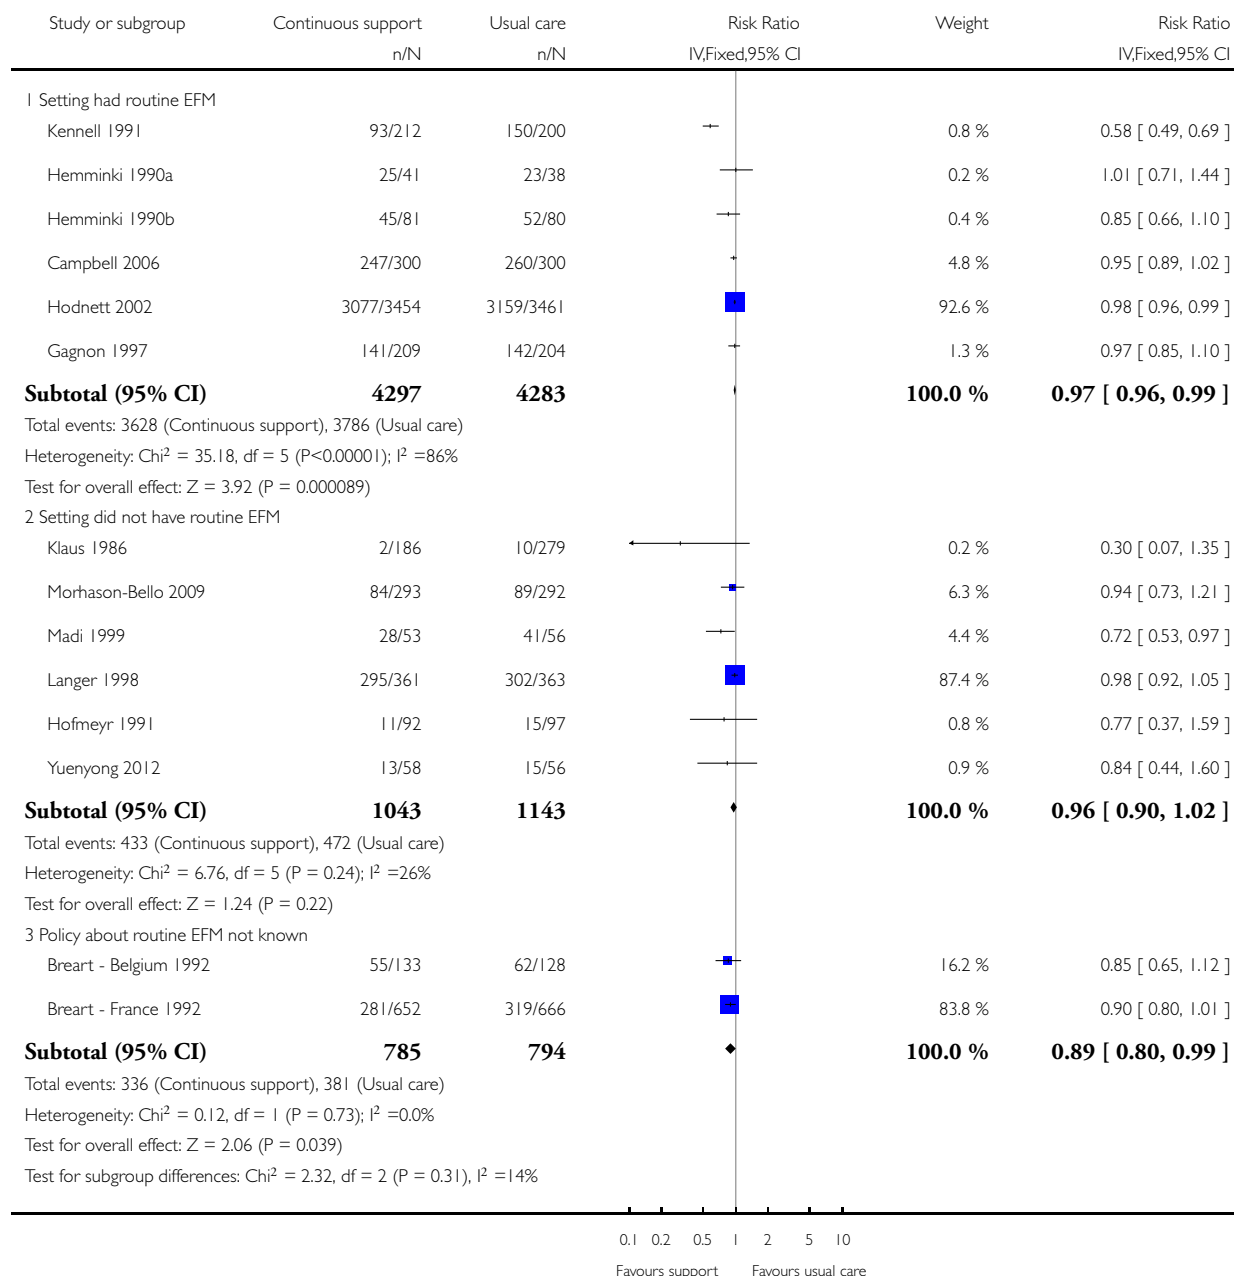 Study or subgroup Continuous support Usual care Risk Ratio Weight Risk Ratio
n/N n/N IV,Fixed,95% CI IV,Fixed,95% CI
1 Setting had routine EFM
Kennell 1991 93/212 150/200 0.8 % 0.58 [ 0.49, 0.69 ]
Hemminki 1990a 25/41 23/38 0.2 % 1.01 [ 0.71, 1.44 ]
Hemminki 1990b 45/81 52/80 0.4 % 0.85 [ 0.66, 1.10 ]
Campbell 2006 247/300 260/300 4.8 % 0.95 [ 0.89, 1.02 ]
Hodnett 2002 3077/3454 3159/3461 92.6 % 0.98 [ 0.96, 0.99 ]
Gagnon 1997 141/209 142/204 1.3 % 0.97 [ 0.85, 1.10 ]
Subtotal (95% CI) 4297 4283 100.0 % 0.97 [ 0.96, 0.99 ]
Total events: 3628 (Continuous support), 3786 (Usual care)
Heterogeneity: Chi² = 35.18, df = 5 (P<0.00001); I² =86%
Test for overall effect: Z = 3.92 (P = 0.000089)
2 Setting did not have routine EFM
Klaus 1986 2/186 10/279 0.2 % 0.30 [ 0.07, 1.35 ]
Morhason-Bello 2009 84/293 89/292 6.3 % 0.94 [ 0.73, 1.21 ]
Madi 1999 28/53 41/56 4.4 % 0.72 [ 0.53, 0.97 ]
Langer 1998 295/361 302/363 87.4 % 0.98 [ 0.92, 1.05 ]
Hofmeyr 1991 11/92 15/97 0.8 % 0.77 [ 0.37, 1.59 ]
Yuenyong 2012 13/58 15/56 0.9 % 0.84 [ 0.44, 1.60 ]
Subtotal (95% CI) 1043 1143 100.0 % 0.96 [ 0.90, 1.02 ]
Total events: 433 (Continuous support), 472 (Usual care)
Heterogeneity: Chi² = 6.76, df = 5 (P = 0.24); I² =26%
Test for overall effect: Z = 1.24 (P = 0.22)
3 Policy about routine EFM not known
Breart - Belgium 1992 55/133 62/128 16.2 % 0.85 [ 0.65, 1.12 ]
Breart - France 1992 281/652 319/666 83.8 % 0.90 [ 0.80, 1.01 ]
Subtotal (95% CI) 785 794 100.0 % 0.89 [ 0.80, 0.99 ]
Total events: 336 (Continuous support), 381 (Usual care)
Heterogeneity: Chi² = 0.12, df = 1 (P = 0.73); I² =0.0%
Test for overall effect: Z = 2.06 (P = 0.039)
Test for subgroup differences: Chi² = 2.32, df = 2 (P = 0.31), I² =14%
0.1 0.2 0.5 1 2 5 10
Favours support Favours usual care